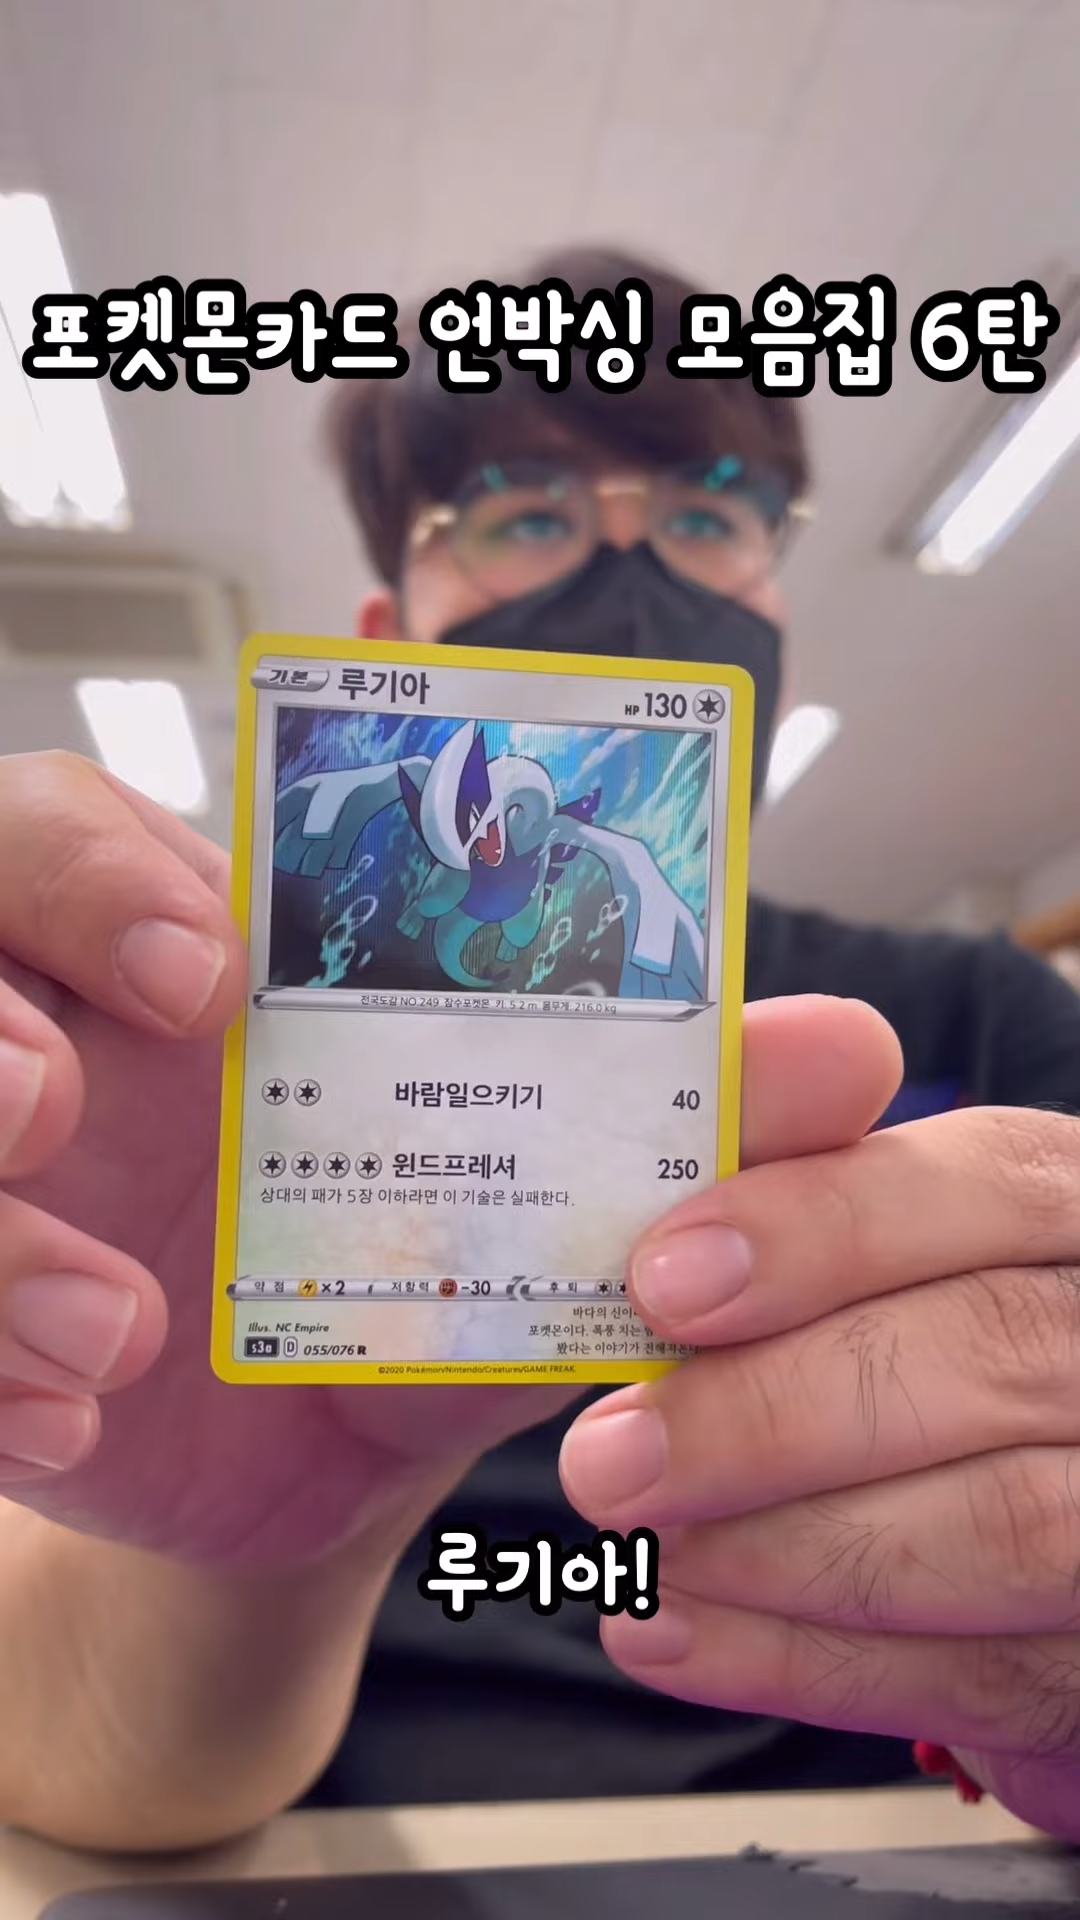 포켓몬카드 언박싱 모음집 6탄
기본 루기아 HP 130
전국도감 NO.249 잠수포켓몬 키: 5.2 m 몸무게: 216.0 kg
바람일으키기 40
윈드프레셔 250
상대의 패가 5장 이하라면 이 기술은 실패한다.
약점 ×2 저항력 -30 후퇴
바다의 신이
Illus. NC Empire
포켓몬이다. 폭풍 치는
s3a D 055/076 R
봤다는 이야기가
©2020 Pokémon/Nintendo/Creatures/GAME FREAK.
루기아!